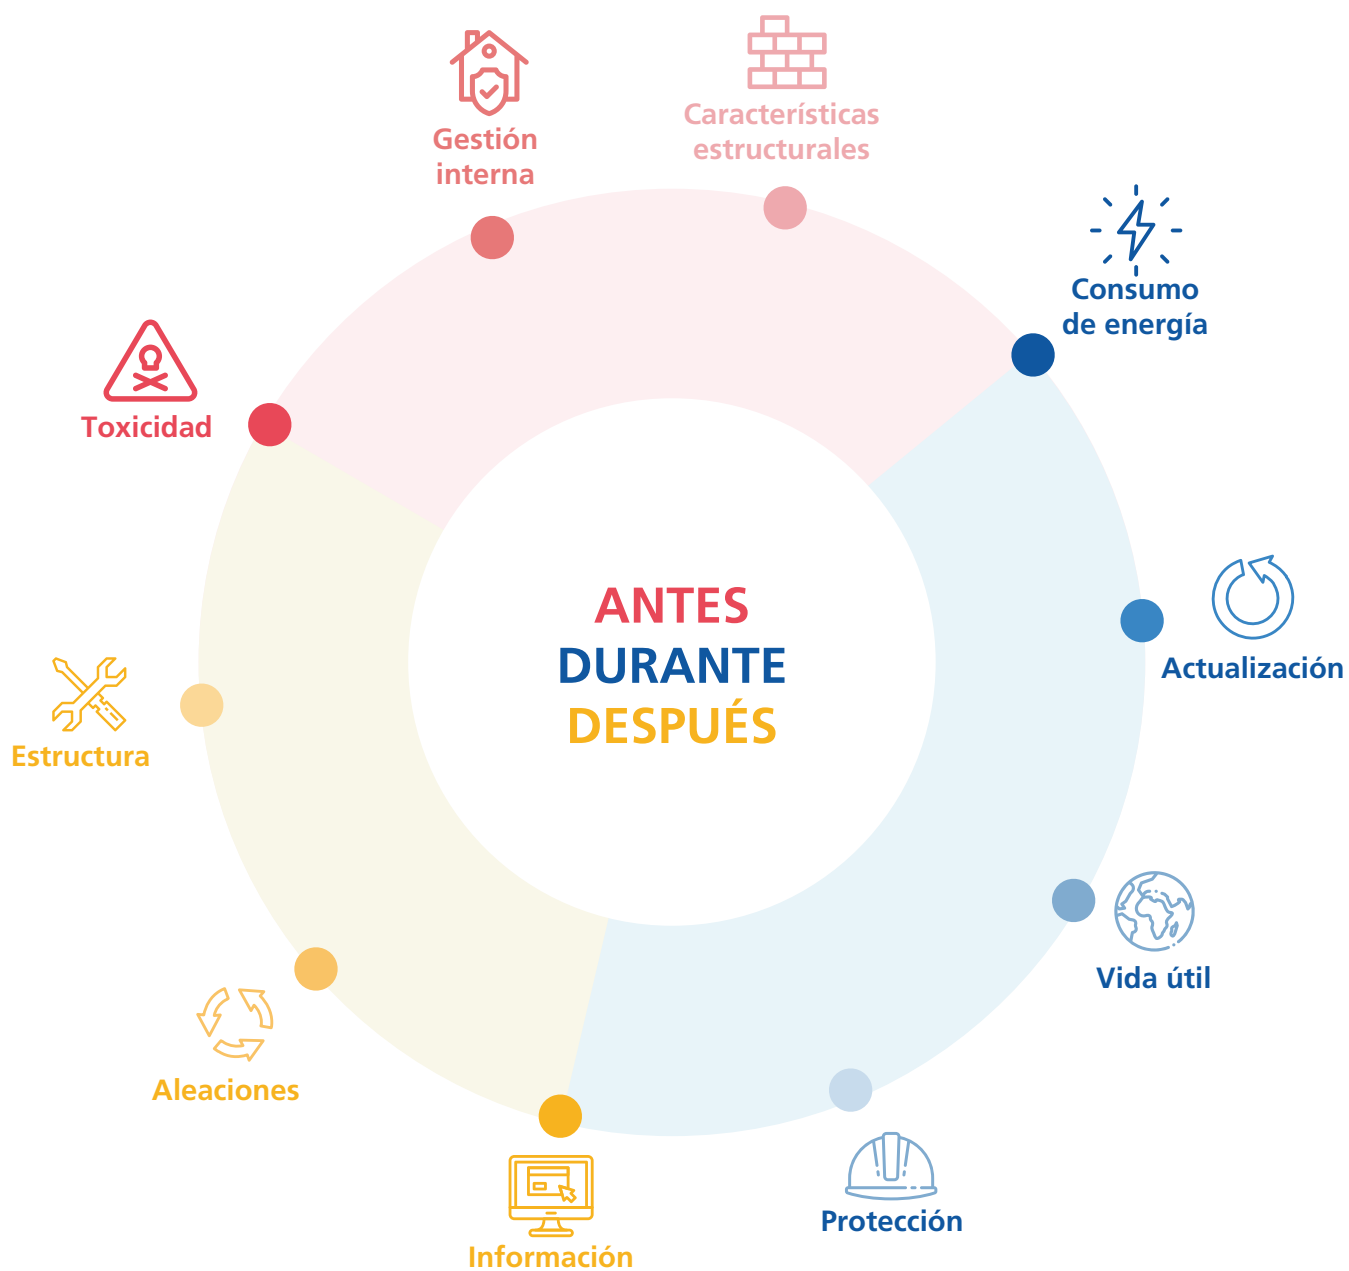 Gestión
interna
Características
estructurales
Consumo
de energía
Toxicidad
ANTES
DURANTE
DESPUÉS
Actualización
Estructura
Vida útil
Aleaciones
Protección
Información